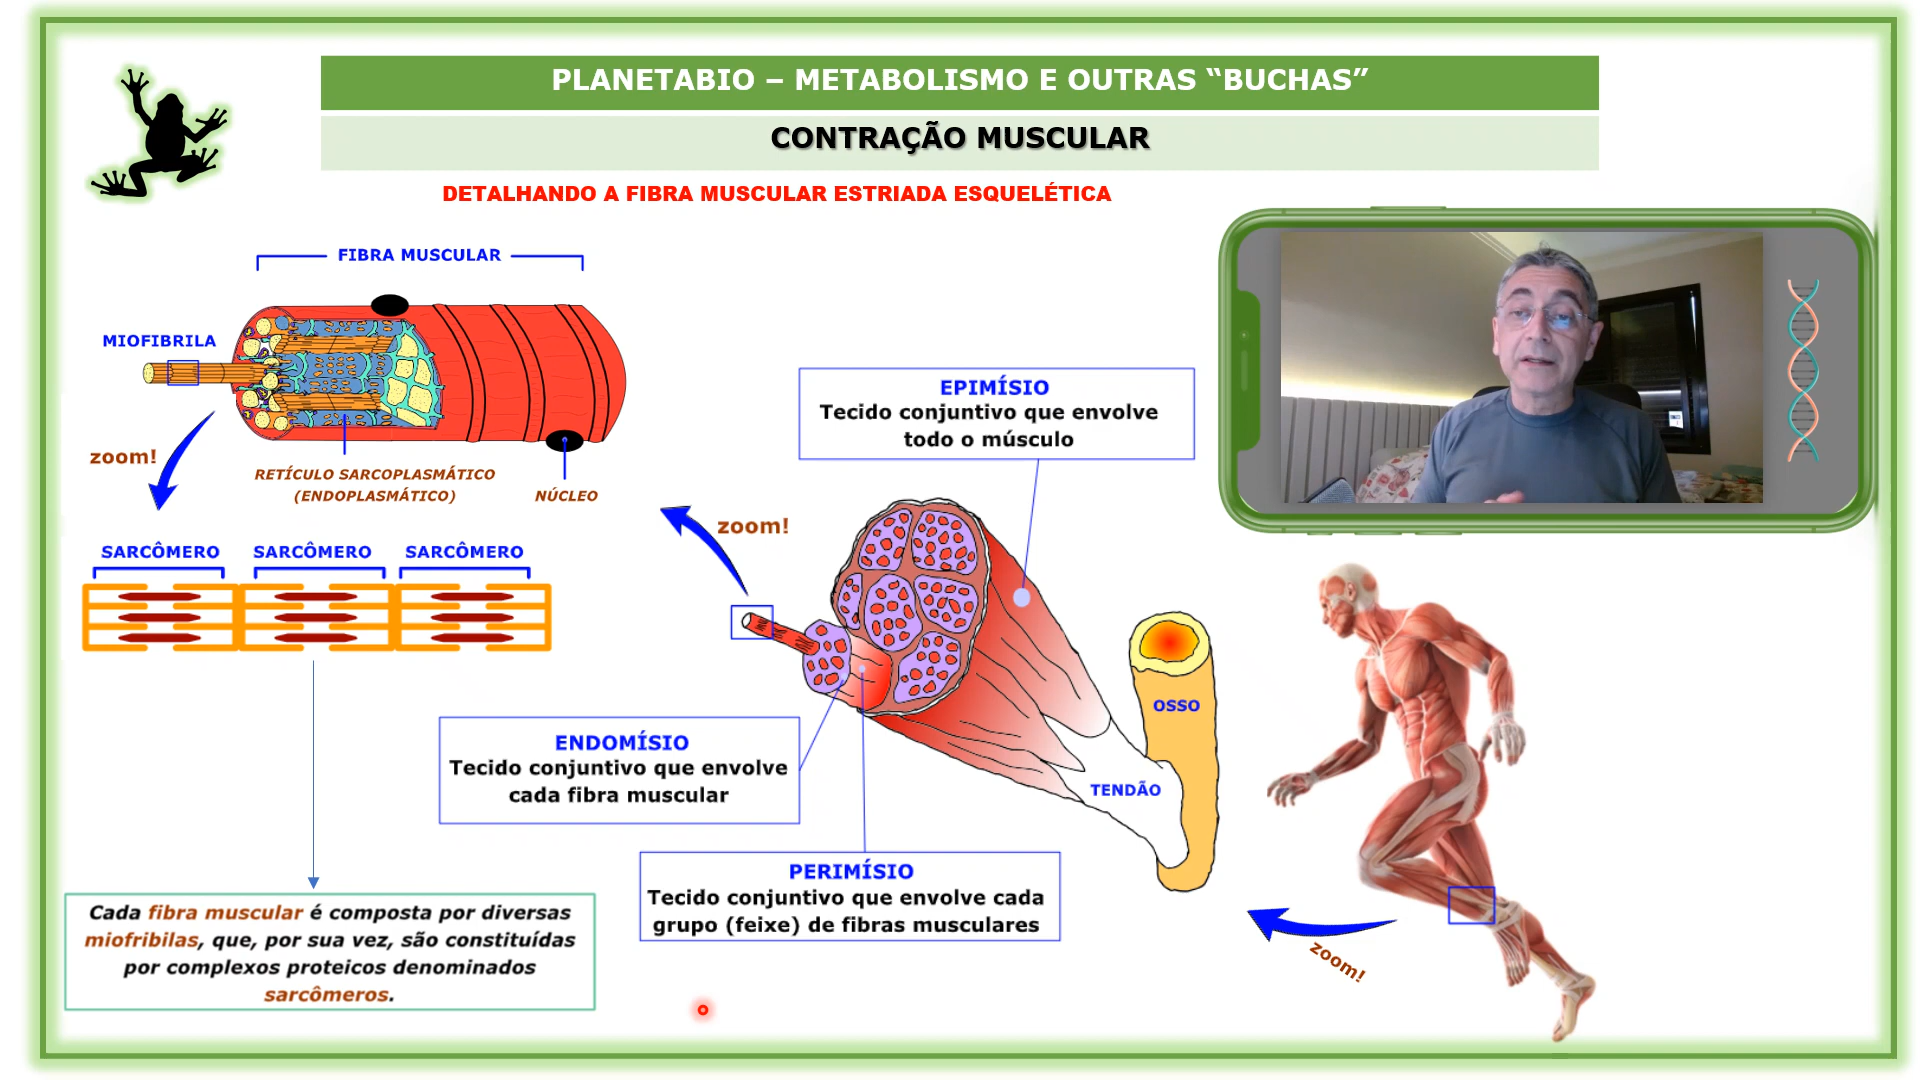 PLANETABIO – METABOLISMO E OUTRAS “BUCHAS”
CONTRAÇÃO MUSCULAR
DETALHANDO A FIBRA MUSCULAR ESTRIADA ESQUELÉTICA
FIBRA MUSCULAR
MIOFIBRILA
zoom!
RETÍCULO SARCOPLASMÁTICO
(ENDOPLASMÁTICO)
NÚCLEO
SARCÔMERO SARCÔMERO SARCÔMERO
EPIMÍSIO
Tecido conjuntivo que envolve
todo o músculo
zoom!
OSSO
TENDÃO
ENDOMÍSIO
Tecido conjuntivo que envolve
cada fibra muscular
PERIMÍSIO
Tecido conjuntivo que envolve cada
grupo (feixe) de fibras musculares
zoom!
Cada fibra muscular é composta por diversas
miofribilas, que, por sua vez, são constituídas
por complexos proteicos denominados
sarcômeros.